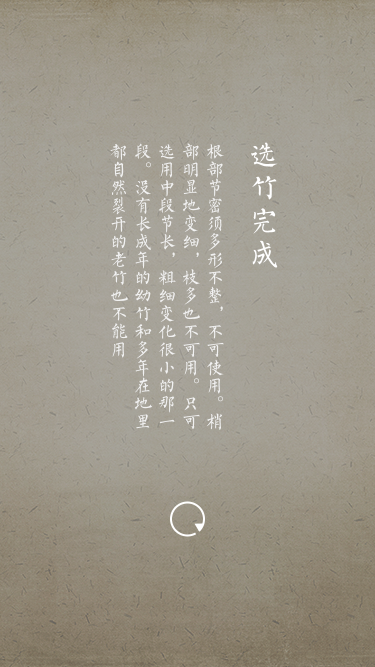 选竹完成
根部节密须多形不整，不可使用。梢
部明显地变细，枝多也不可用。只可
选用中段节长，粗细变化很小的那一
段。没有长成年的幼竹和多年在地里
都自然裂开的老竹也不能用